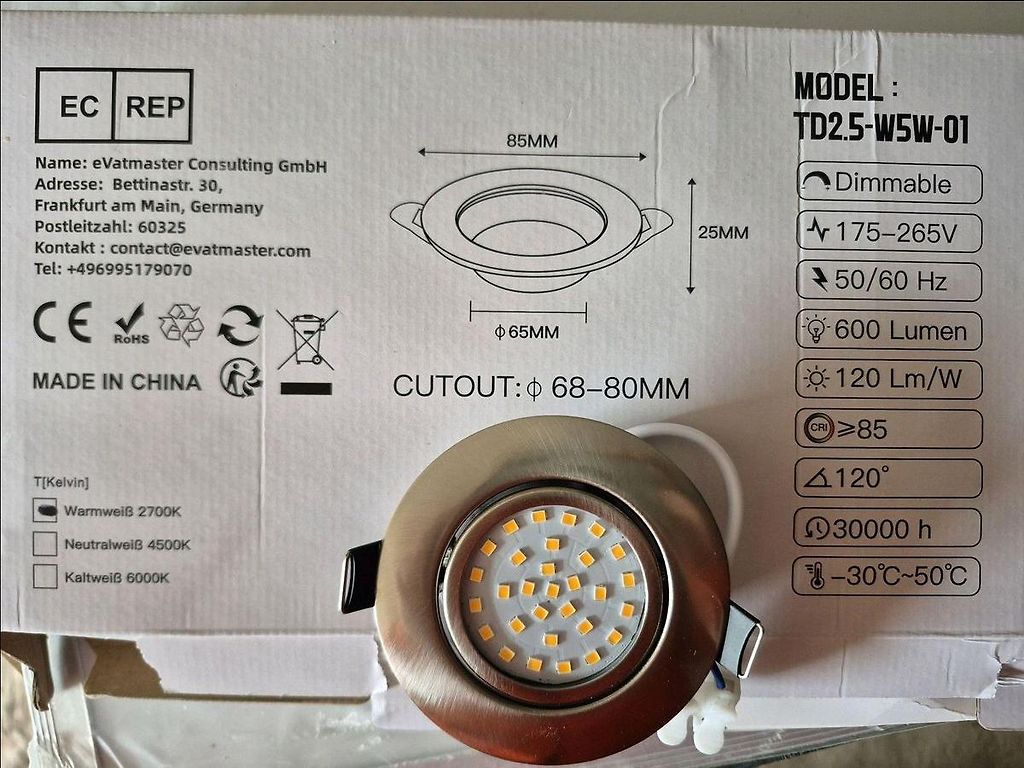 EC REP
Name: eVatmaster Consulting GmbH
Adresse: Bettinastr. 30,
Frankfurt am Main, Germany
Postleitzahl: 60325
Kontakt : contact@evatmaster.com
Tel: +496995179070
CE RoHS
MADE IN CHINA
T[Kelvin]
Warmweiß 2700K
Neutralweiß 4500K
Kaltweiß 6000K
85MM
25MM
ϕ65MM
CUTOUT:ϕ 68-80MM
MODEL :
TD2.5-W5W-01
Dimmable
175-265V
50/60 Hz
600 Lumen
120 Lm/W
CRI ≥85
120°
30000 h
-30℃~50℃